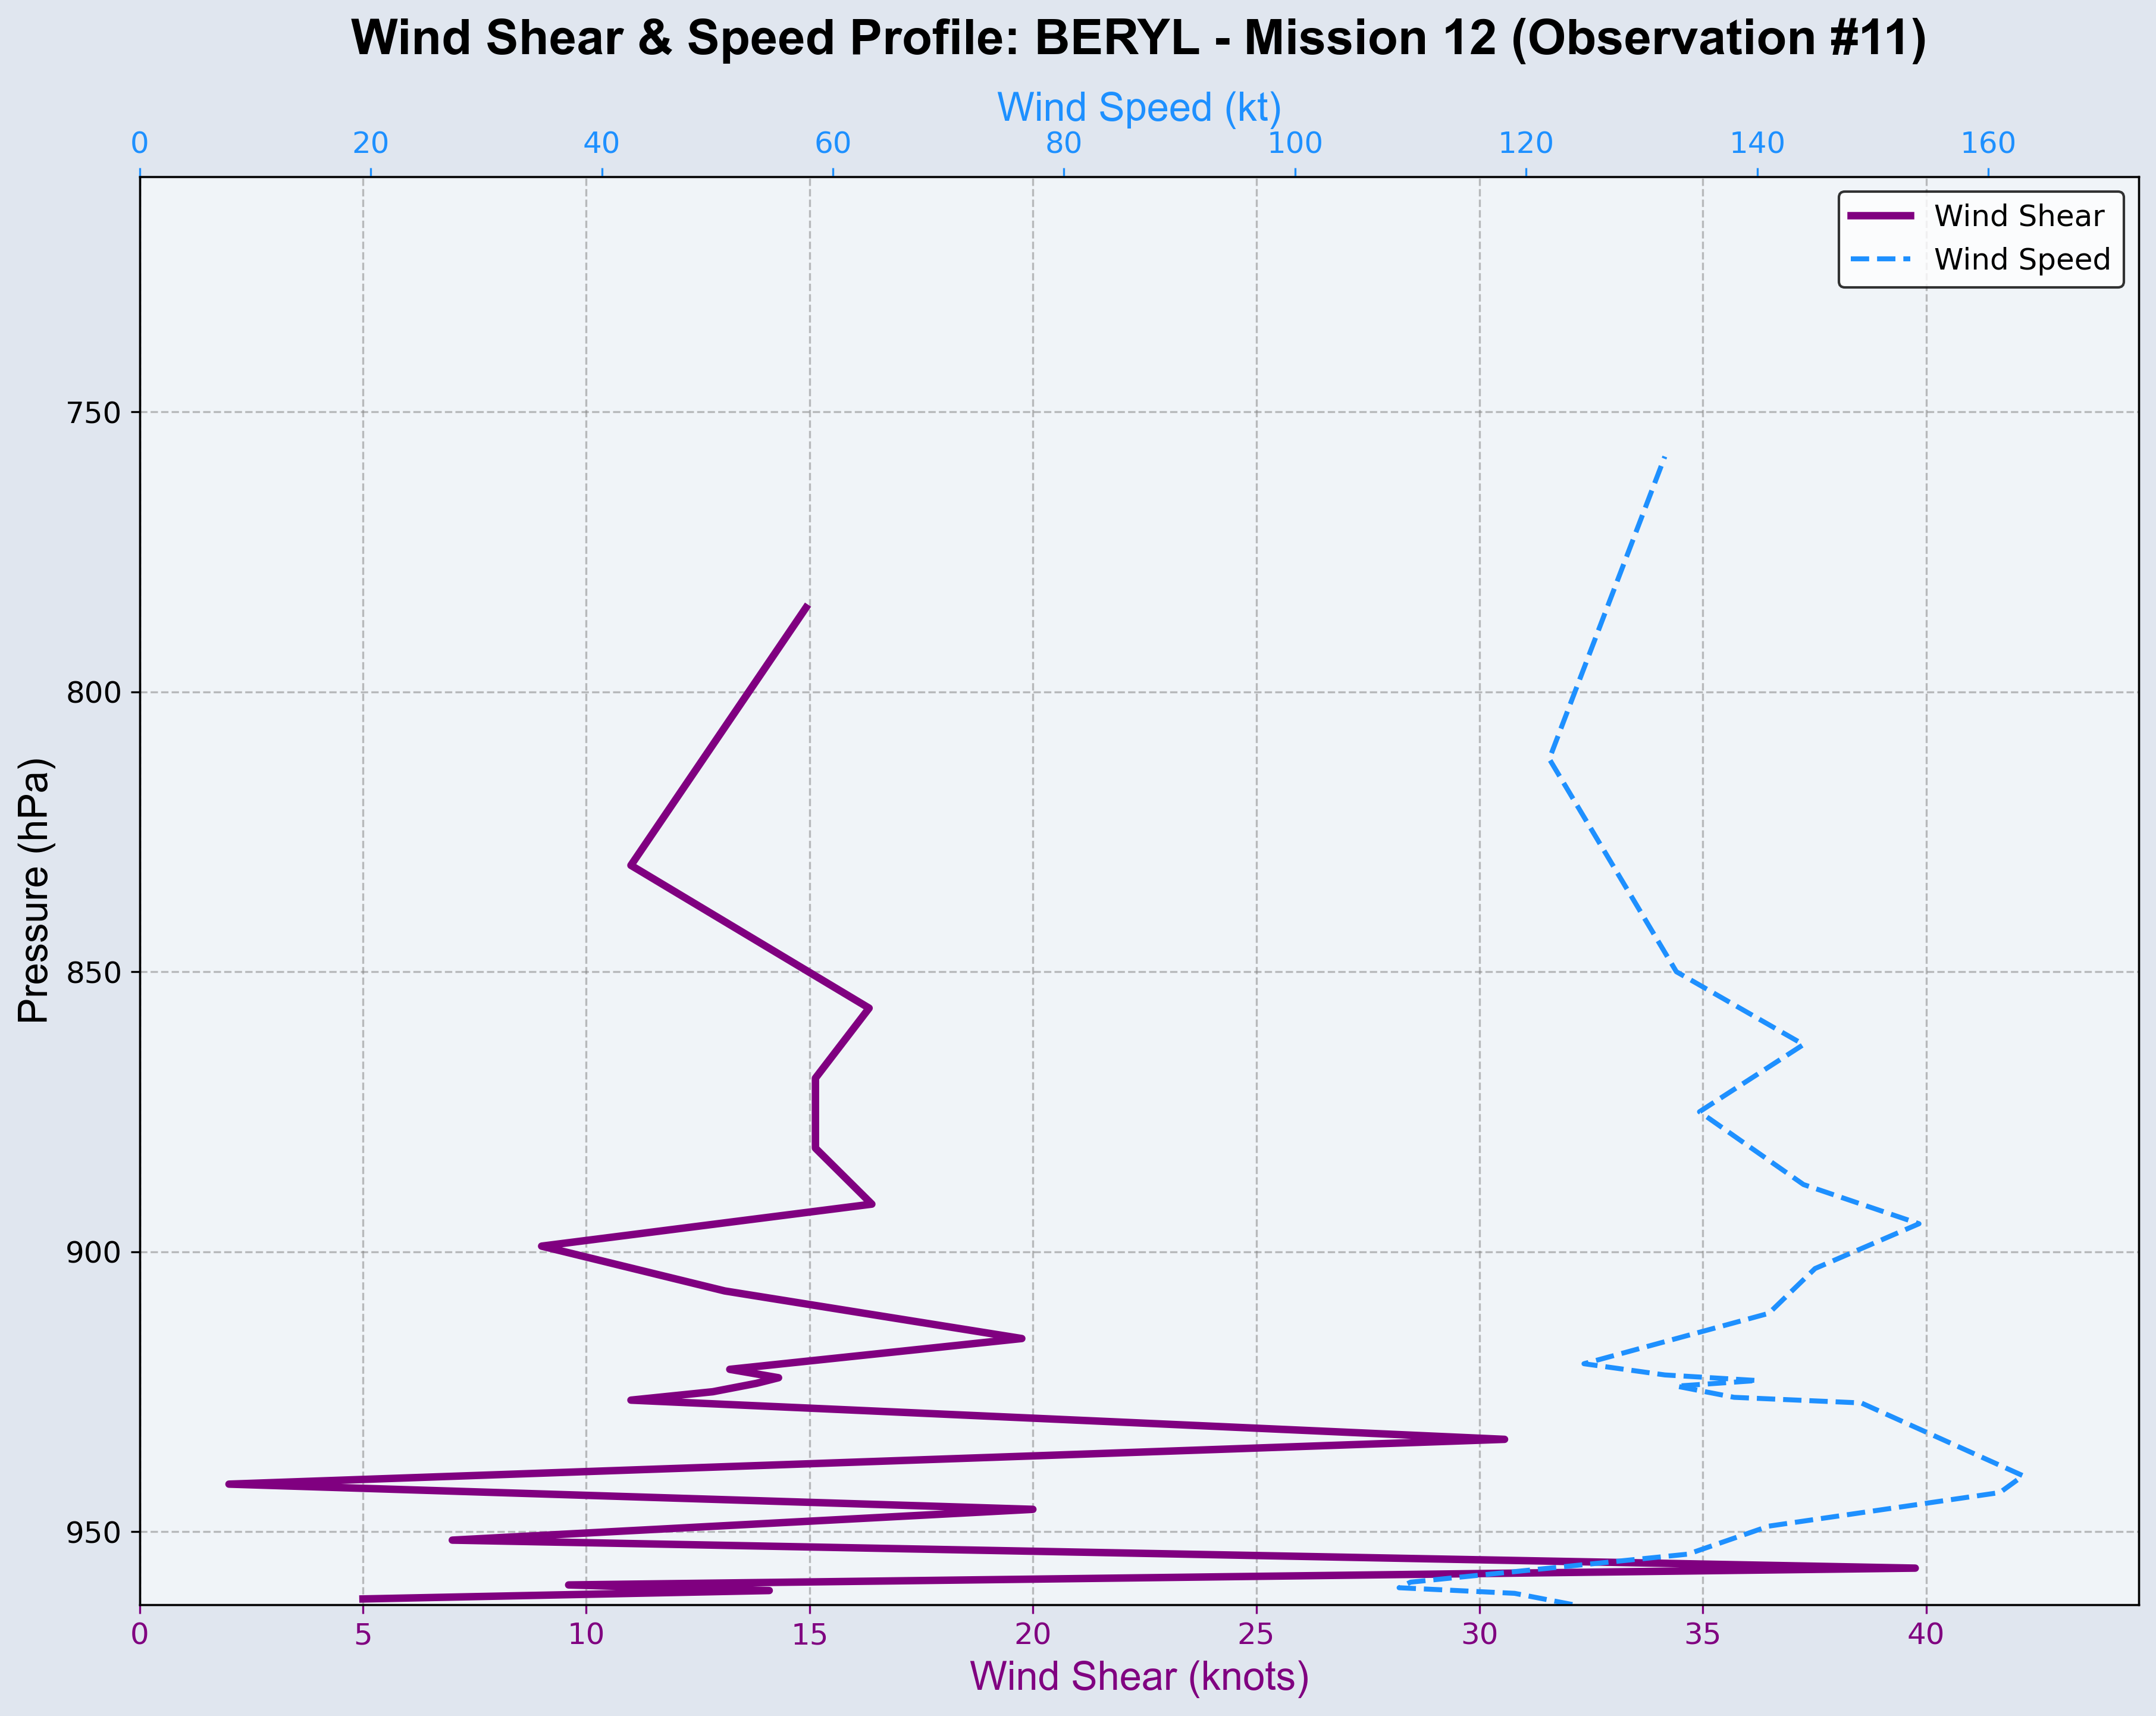 Wind Shear & Speed Profile: BERYL - Mission 12 (Observation #11)
Wind Speed (kt)
0 20 40 60 80 100 120 140 160
Wind Shear
Wind Speed
Pressure (hPa)
750
800
850
900
950
0 5 10 15 20 25 30 35 40
Wind Shear (knots)